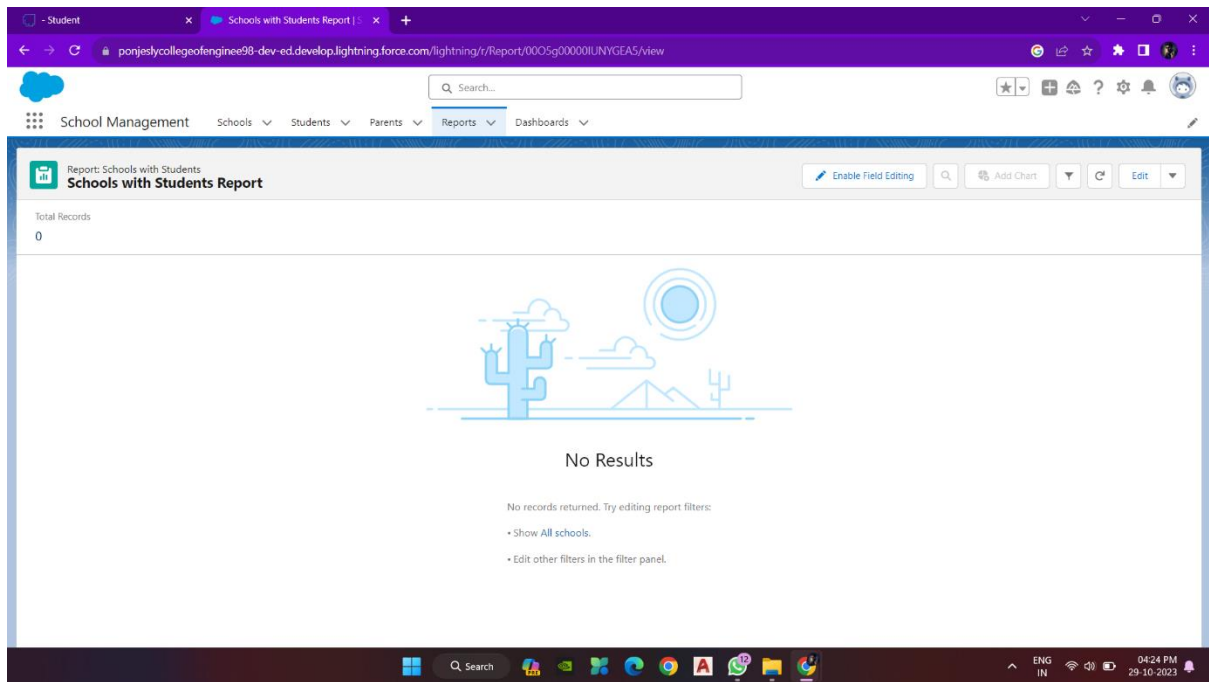 - Student
Schools with Students Report | S
ponjeslycollegeofenginee98-dev-ed.develop.lightning.force.com/lightning/r/Report/00O5g00000IUNYGEA5/view
Search...
School Management Schools Students Parents Reports Dashboards
Report: Schools with Students
Schools with Students Report
Enable Field Editing Add Chart Edit
Total Records
0
No Results
No records returned. Try editing report filters:
• Show All schools.
• Edit other filters in the filter panel.
Search
PRE
12
ENG
IN
04:24 PM
29-10-2023